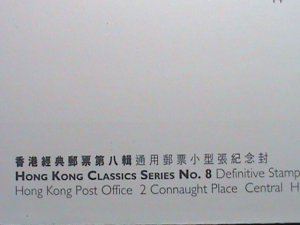 香港經典郵票第八輯通用郵票小型張紀念封
HONG KONG CLASSICS SERIES No. 8 Definitive Stamp
Hong Kong Post Office 2 Connaught Place Central H